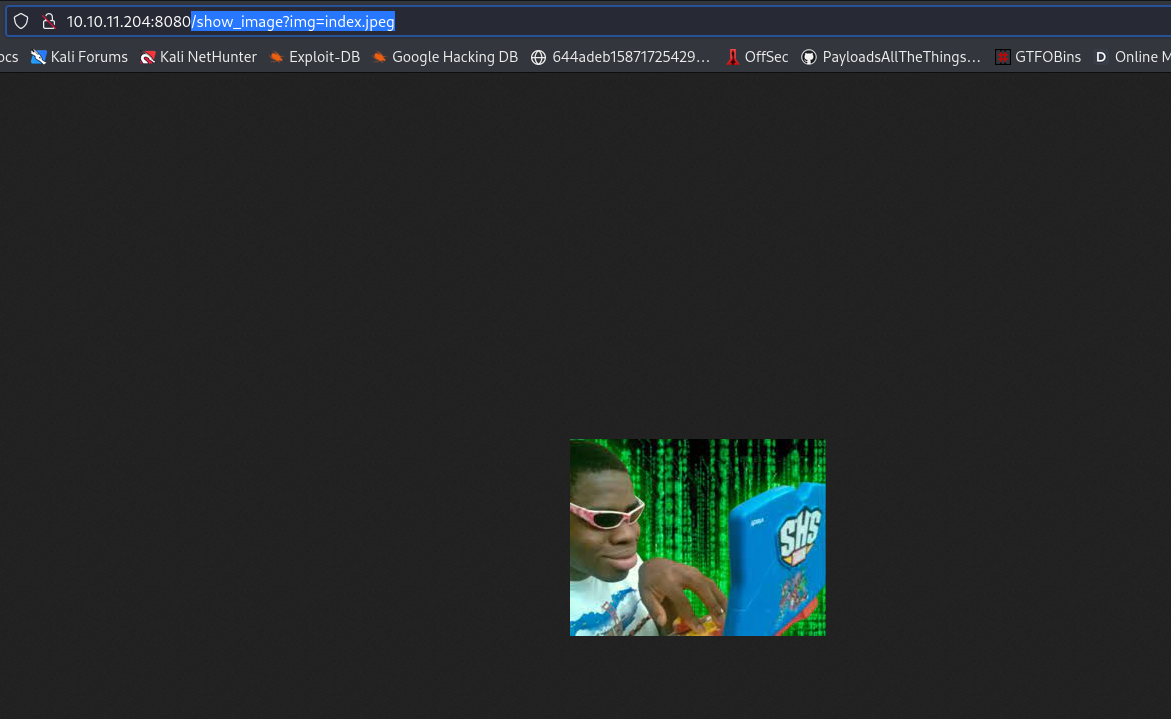 10.10.11.204:8080/show_image?img=index.jpeg
ocs Kali Forums Kali NetHunter Exploit-DB Google Hacking DB 644adeb15871725429… OffSec PayloadsAllTheThings… GTFOBins Online M
SHS